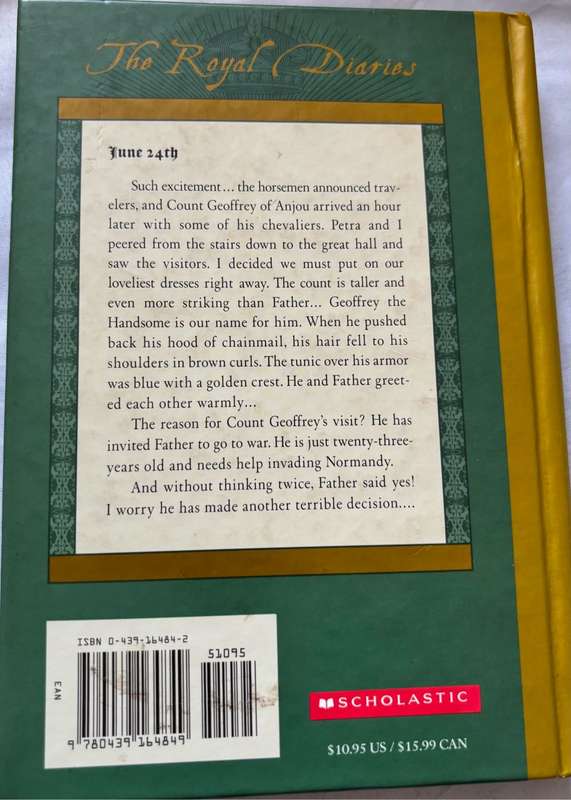 The Royal Diaries
June 24th
Such excitement... the horsemen announced trav-
elers, and Count Geoffrey of Anjou arrived an hour
later with some of his chevaliers. Petra and I
peered from the stairs down to the great hall and
saw the visitors. I decided we must put on our
loveliest dresses right away. The count is taller and
even more striking than Father... Geoffrey the
Handsome is our name for him. When he pushed
back his hood of chainmail, his hair fell to his
shoulders in brown curls. The tunic over his armor
was blue with a golden crest. He and Father greet-
ed each other warmly...
The reason for Count Geoffrey's visit? He has
invited Father to go to war. He is just twenty-three-
years old and needs help invading Normandy.
And without thinking twice, Father said yes!
I worry he has made another terrible decision....
ISBN 0-439-16484-2
51095
EAN
9 780439 164849
SCHOLASTIC
$10.95 US / $15.99 CAN